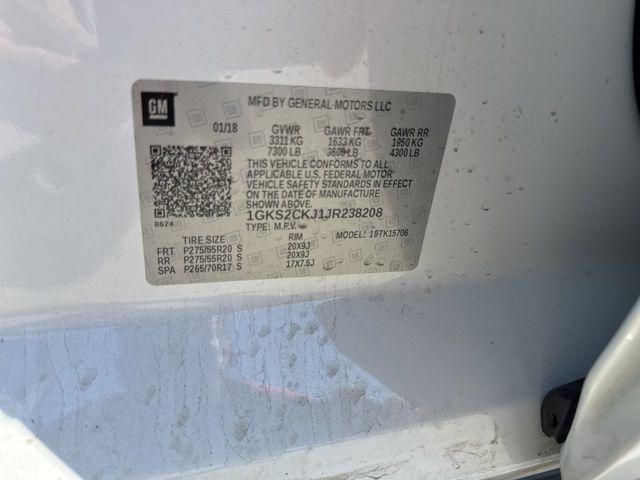 GM
MFD BY GENERAL MOTORS LLC
01/18 GVWR GAWR FRT GAWR RR
3311 KG 1633 KG 1950 KG
7300 LB 3600 LB 4300 LB
THIS VEHICLE CONFORMS TO ALL
APPLICABLE U.S. FEDERAL MOTOR
VEHICLE SAFETY STANDARDS IN EFFECT
ON THE DATE OF MANUFACTURE
SHOWN ABOVE.
1GKS2CKJ1JR238208
8624
TYPE: M.P.V.
18TK15706
TIRE SIZE RIM
FRT P275/55R20 S 20X9J
RR P275/55R20 S 20X9J
SPA P265/70R17 S 17X7.5J